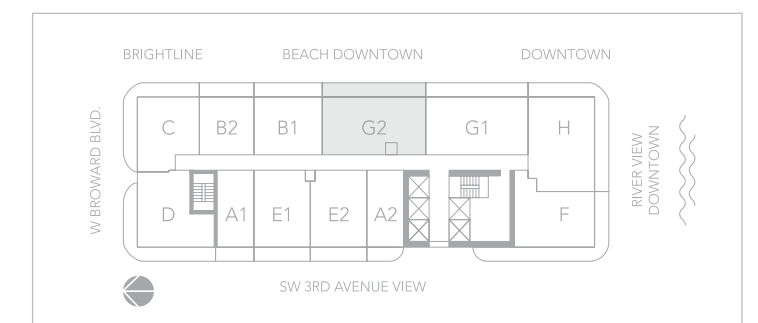 BRIGHTLINE
BEACH DOWNTOWN
DOWNTOWN
W BROWARD BLVD.
C
B2
B1
G2
G1
H
RIVER VIEW
DOWNTOWN
D
A1
E1
E2
A2
F
SW 3RD AVENUE VIEW